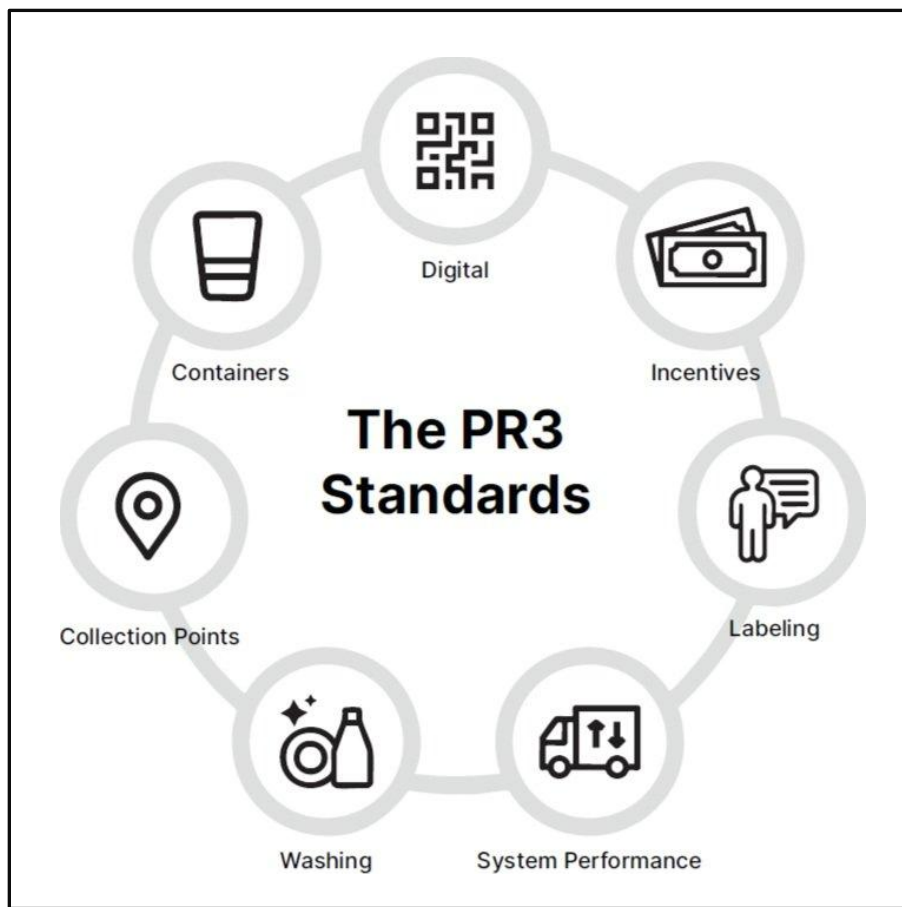 Digital
Containers
Incentives
The PR3
Standards
Collection Points
Labeling
Washing
System Performance